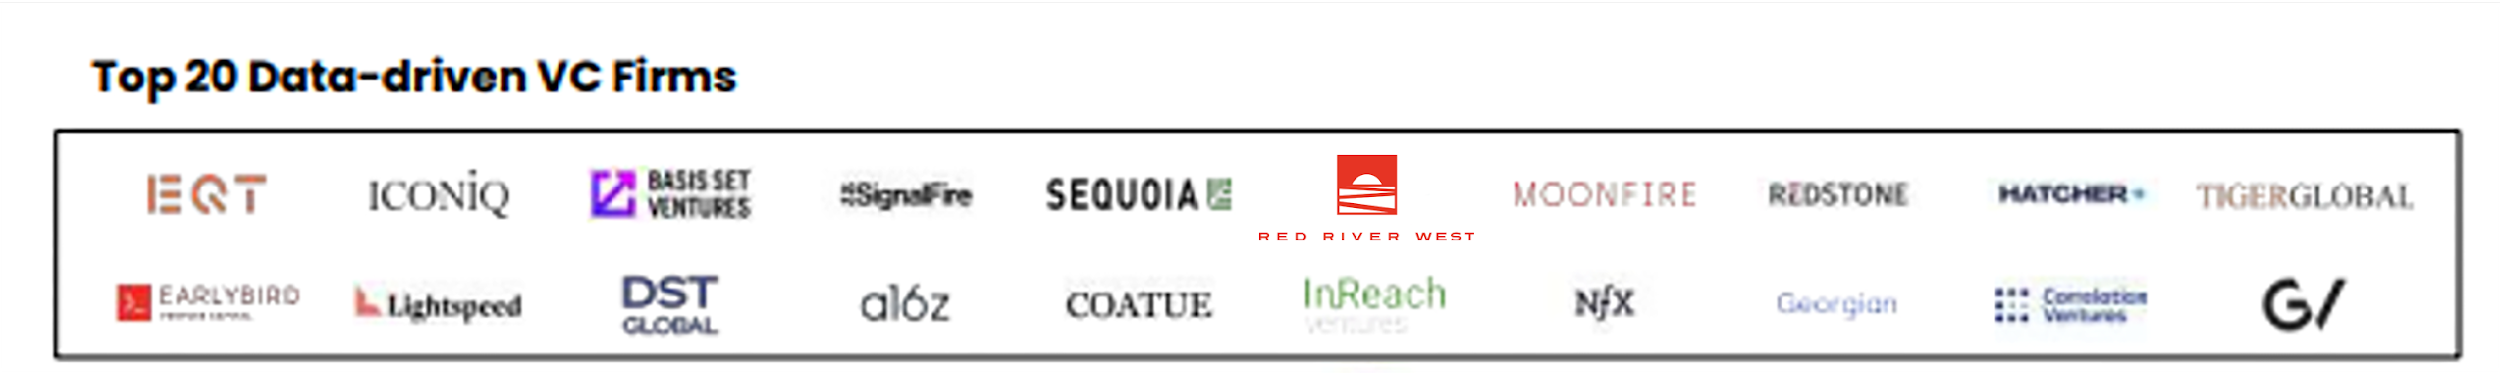 Top 20 Data-driven VC Firms
EQT
ICONIQ
BASIS SET
VENTURES
SignalFire
SEQUOIA
RED RIVER WEST
MOONFIRE
REDSTONE
HATCHER+
TIGERGLOBAL
EARLYBIRD
Lightspeed
DST
GLOBAL
a16z
COATUE
InReach
ventures
NfX
Georgian
Correlation
Ventures
G/